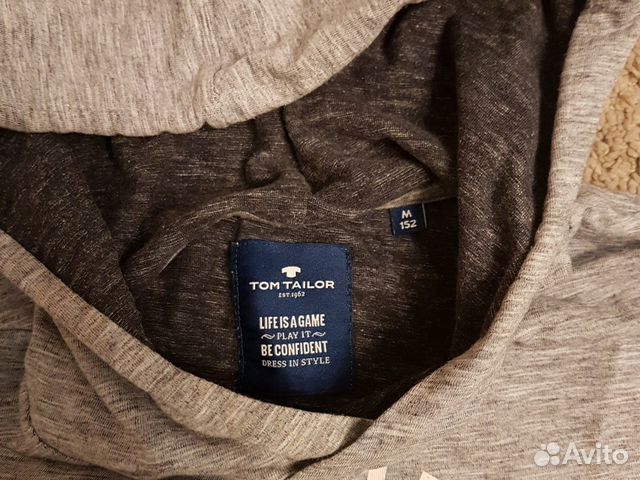 M
152
TOM TAILOR
EST.1962
LIFE IS A GAME
PLAY IT
BE CONFIDENT
DRESS IN STYLE
Avito